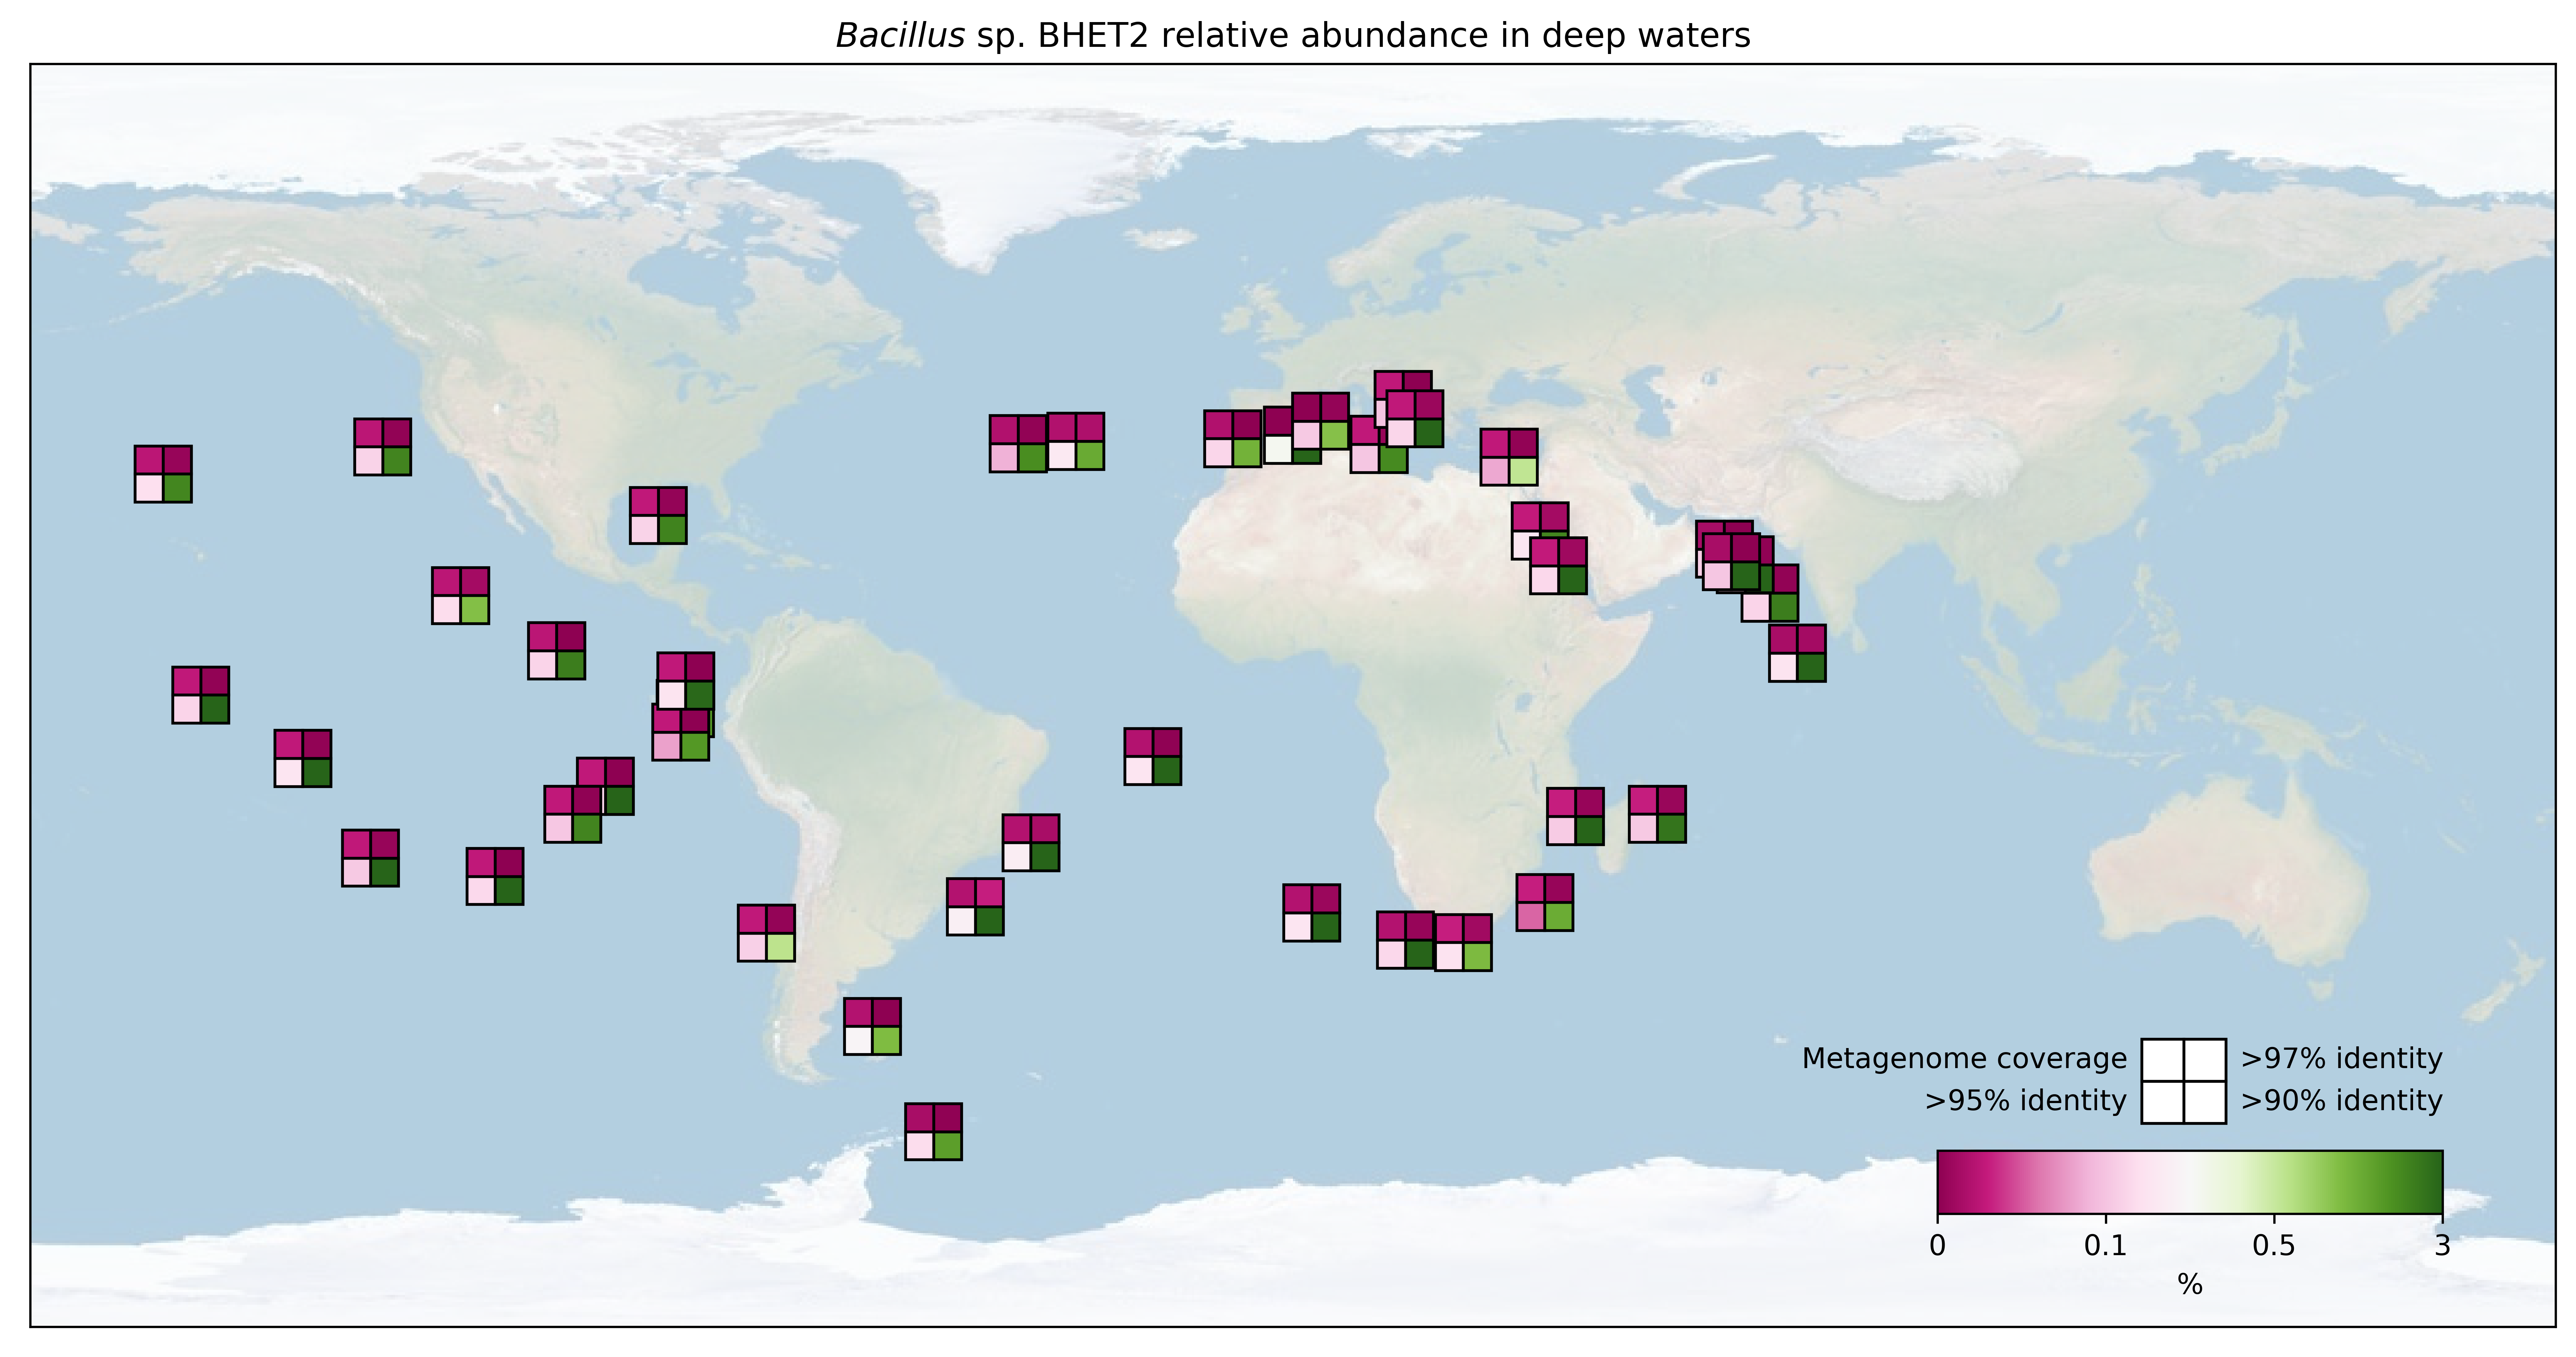 Bacillus sp. BHET2 relative abundance in deep waters
Metagenome coverage >97% identity
>95% identity >90% identity
0 0.1 0.5 3
%